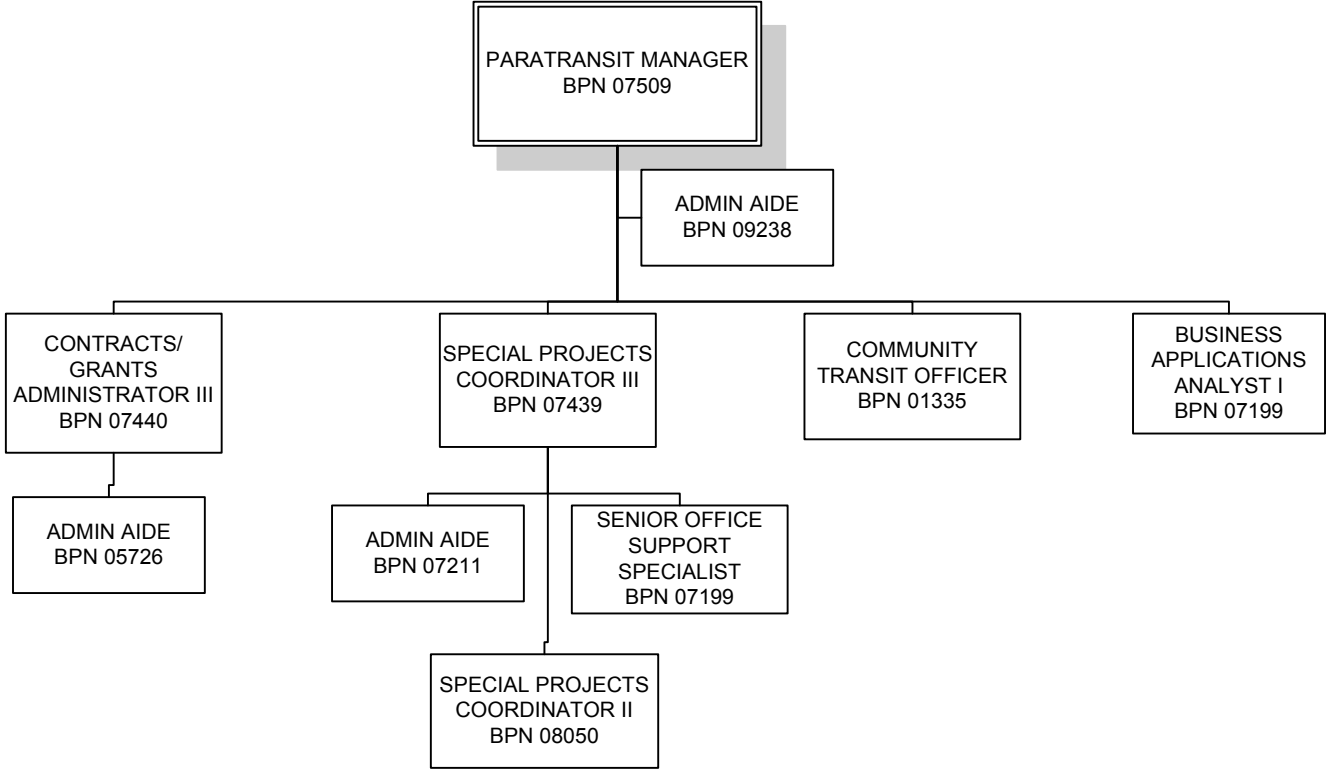 PARATRANSIT MANAGER
BPN 07509
ADMIN AIDE
BPN 09238
CONTRACTS/
GRANTS
ADMINISTRATOR III
BPN 07440
SPECIAL PROJECTS
COORDINATOR III
BPN 07439
COMMUNITY
TRANSIT OFFICER
BPN 01335
BUSINESS
APPLICATIONS
ANALYST I
BPN 07199
ADMIN AIDE
BPN 05726
ADMIN AIDE
BPN 07211
SENIOR OFFICE
SUPPORT
SPECIALIST
BPN 07199
SPECIAL PROJECTS
COORDINATOR II
BPN 08050